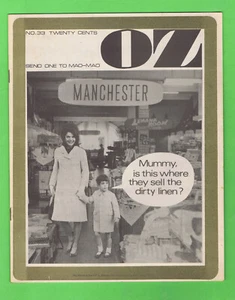 NO.33 TWENTY CENTS
OZ
SEND ONE TO MAO-MAO
MANCHESTER
Mummy,
is this where
they sell the
dirty linen?